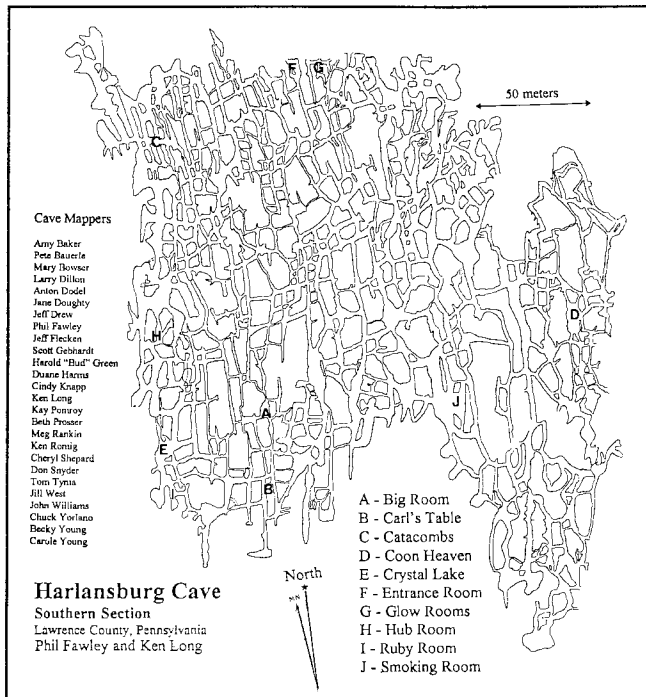 F G
50 meters
C
Cave Mappers
Amy Baker
Pete Bauerle
Mary Bowser
Larry Dillon
Anton Dodel
Jane Doughty
Jeff Drew
Phil Fawley
Jeff Flecken
Scott Gebhardt
Harold "Bud" Green
Duane Harms
Cindy Knapp
Ken Long
Kay Pomroy
Beth Prosser
Meg Rankin
Ken Romig
Cheryl Shepard
Don Snyder
Tom Tynia
Jill West
John Williams
Chuck Yorlano
Becky Young
Carole Young
D
H
J
A
E
B
A - Big Room
B - Carl's Table
C - Catacombs
D - Coon Heaven
E - Crystal Lake
F - Entrance Room
G - Glow Rooms
H - Hub Room
I - Ruby Room
J - Smoking Room
North
MN
Harlansburg Cave
Southern Section
Lawrence County, Pennsylvania
Phil Fawley and Ken Long